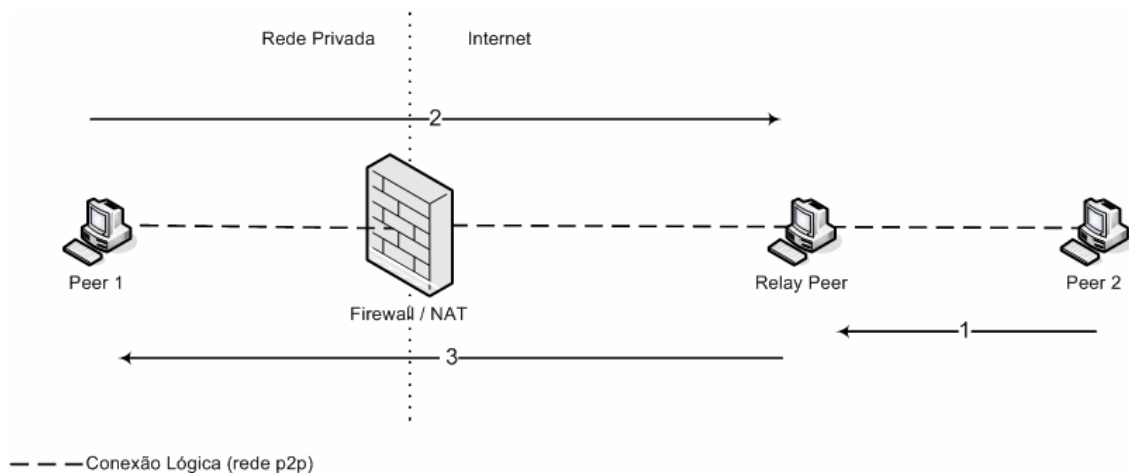 Rede Privada
Internet
2
Peer 1
Firewall / NAT
Relay Peer
Peer 2
1
3
Conexão Lógica (rede p2p)